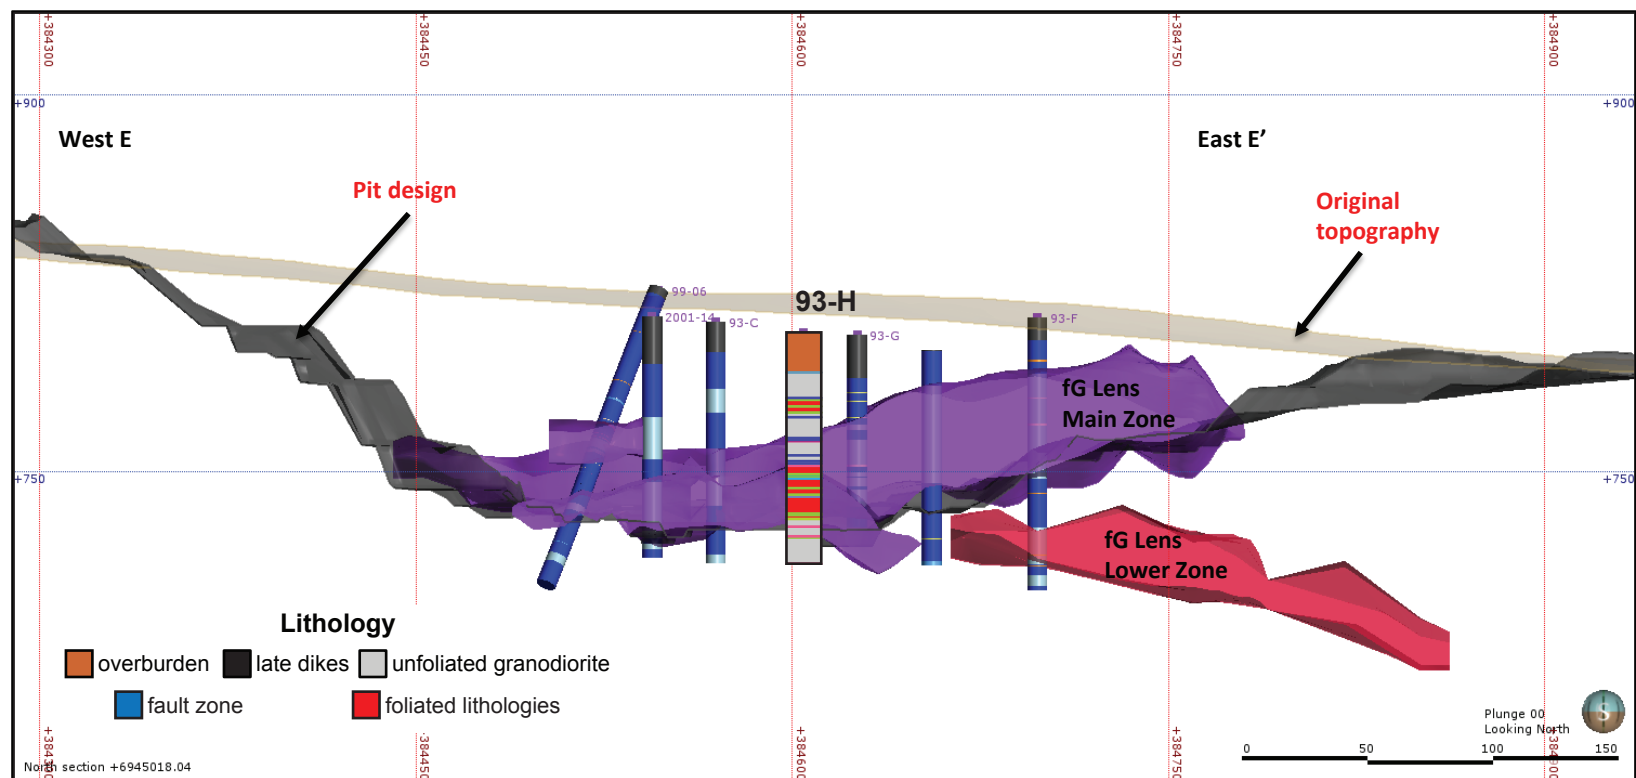 +384300
+384450
+384600
+384750
+384900
+900
+900
West E
East E’
Pit design
Original
topography
99-06
2001-14
93-C
93-H
93-G
93-F
fG Lens
Main Zone
+750
+750
fG Lens
Lower Zone
Lithology
overburden
late dikes
unfoliated granodiorite
fault zone
foliated lithologies
S
Plunge 00
Looking North
0
50
100
150
+384450
+384600
+384750
North section +6945018.04